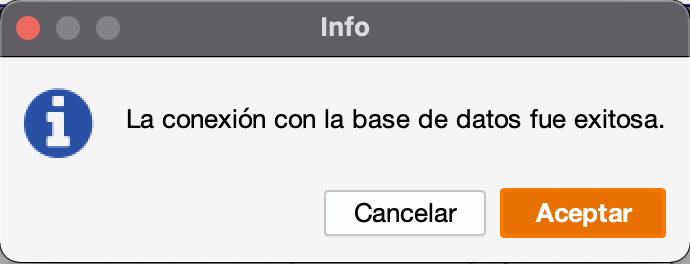 Info
La conexión con la base de datos fue exitosa.
Cancelar
Aceptar